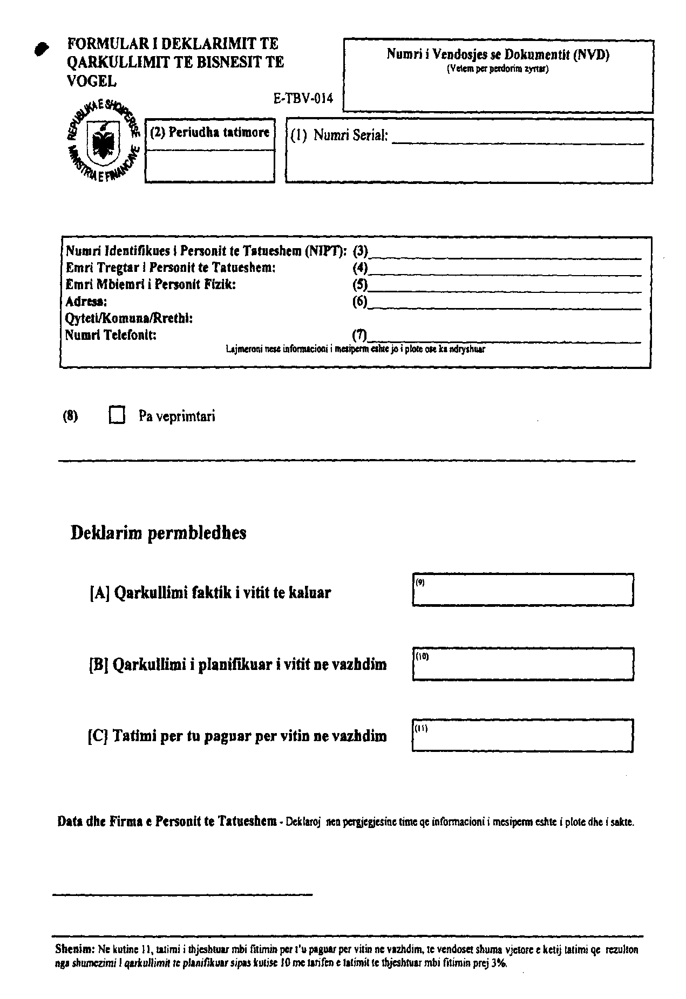 FORMULAR I DEKLARIMIT TE
QARKULLIMIT TE BISNESIT TE
VOGEL
E-TBV-014
Numri i Vendosjes se Dokumentit (NVD)
(Vetem per perdorim zyrtar)
REPUBLIKA E SHQIPERISE
MINISTRIA E FINANCAVE
(2) Periudha tatimore
(1) Numri Serial:
Numri Identifikues i Personit te Tatueshem (NIPT): (3)
Emri Tregtar i Personit te Tatueshem: (4)
Emri Mbiemri i Personit Fizik: (5)
Adresa: (6)
Qyteti/Komuna/Rrethi:
Numri Telefonit: (7)
Lajmeroni nese informacioni i mesiperm eshte jo i plote ose ka ndryshuar
(8) Pa veprimtari
Deklarim permbledhes
[A] Qarkullimi faktik i vitit te kaluar (9)
[B] Qarkullimi i planifikuar i vitit ne vazhdim (10)
[C] Tatimi per tu paguar per vitin ne vazhdim (11)
Data dhe Firma e Personit te Tatueshem - Deklaroj nen pergjegjesine time qe informacioni i mesiperm eshte i plote dhe i sakte.
Shenim: Ne kutine 11, tatimi i thjeshtuar mbi fitimin per t'u paguar per vitin ne vazhdim, te vendoset shuma vjetore e ketij tatimi qe rezulton
nga shumezimi I qarkullimit te planifikuar sipas kutise 10 me tarifen e tatimit te thjeshtuar mbi fitimin prej 3%.